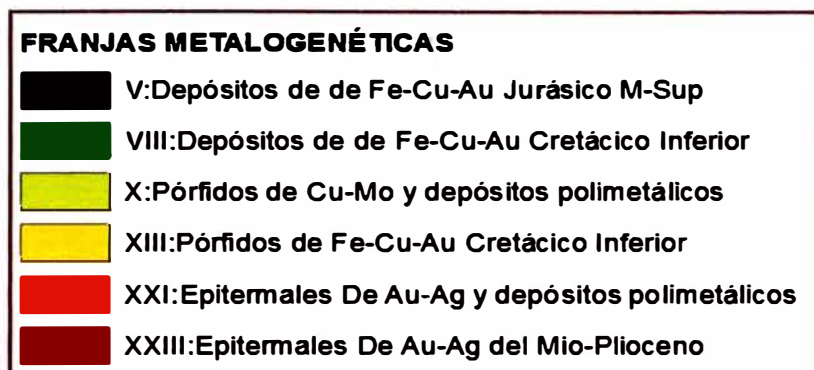 FRANJAS METALOGENÉTICAS
V:Depósitos de de Fe-Cu-Au Jurásico M-Sup
VIII:Depósitos de de Fe-Cu-Au Cretácico Inferior
X:Pórfidos de Cu-Mo y depósitos polimetálicos
XIII:Pórfidos de Fe-Cu-Au Cretácico Inferior
XXI:Epitermales De Au-Ag y depósitos polimetálicos
XXIII:Epitermales De Au-Ag del Mio-Plioceno